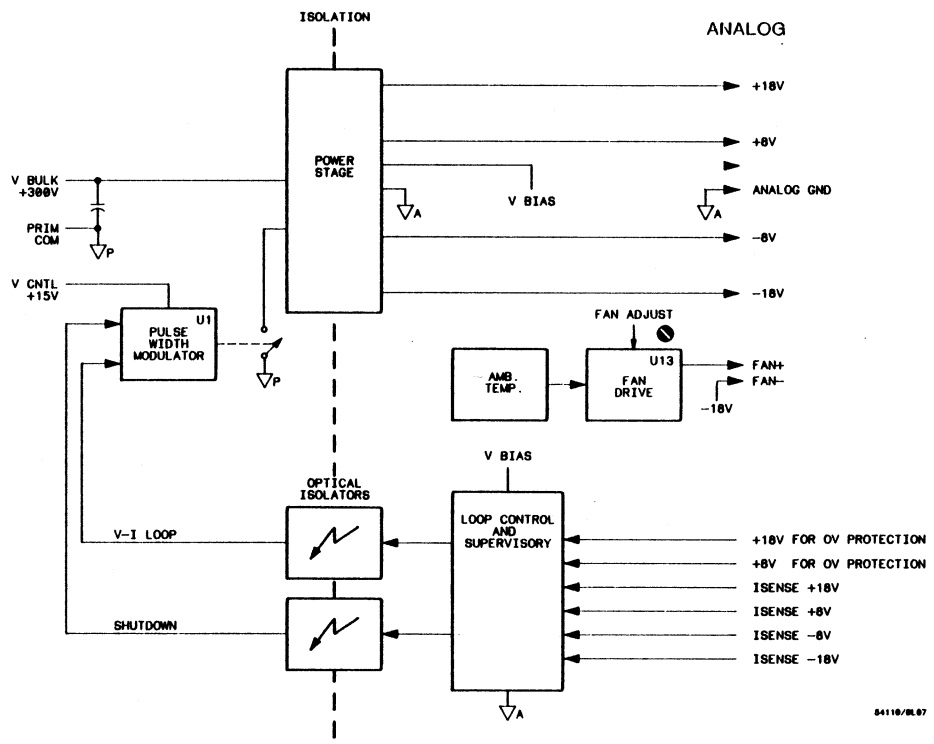 ISOLATION
ANALOG
POWER
STAGE
+18V
+8V
V BIAS
ANALOG GND
A
A
-8V
-18V
V BULK
+300V
PRIM
COM
P
V CNTL
+15V
U1
PULSE
WIDTH
MODULATOR
P
FAN ADJUST
AMB.
TEMP.
U13
FAN
DRIVE
FAN+
FAN-
-18V
V BIAS
OPTICAL
ISOLATORS
V-I LOOP
SHUTDOWN
LOOP CONTROL
AND
SUPERVISORY
+18V FOR OV PROTECTION
+8V FOR OV PROTECTION
ISENSE +18V
ISENSE +8V
ISENSE -8V
ISENSE -18V
A
54110/BL07